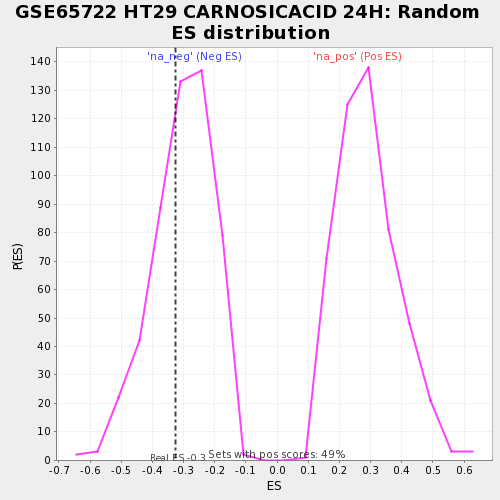 GSE65722 HT29 CARNOSICACID 24H: Random
ES distribution
'na_neg' (Neg ES)
'na_pos' (Pos ES)
140
130
120
110
100
90
80
70
60
50
40
30
20
10
0
P(ES)
Real ES -0.3
Sets with pos scores: 49%
-0.7 -0.6 -0.5 -0.4 -0.3 -0.2 -0.1 0.0 0.1 0.2 0.3 0.4 0.5 0.6
ES